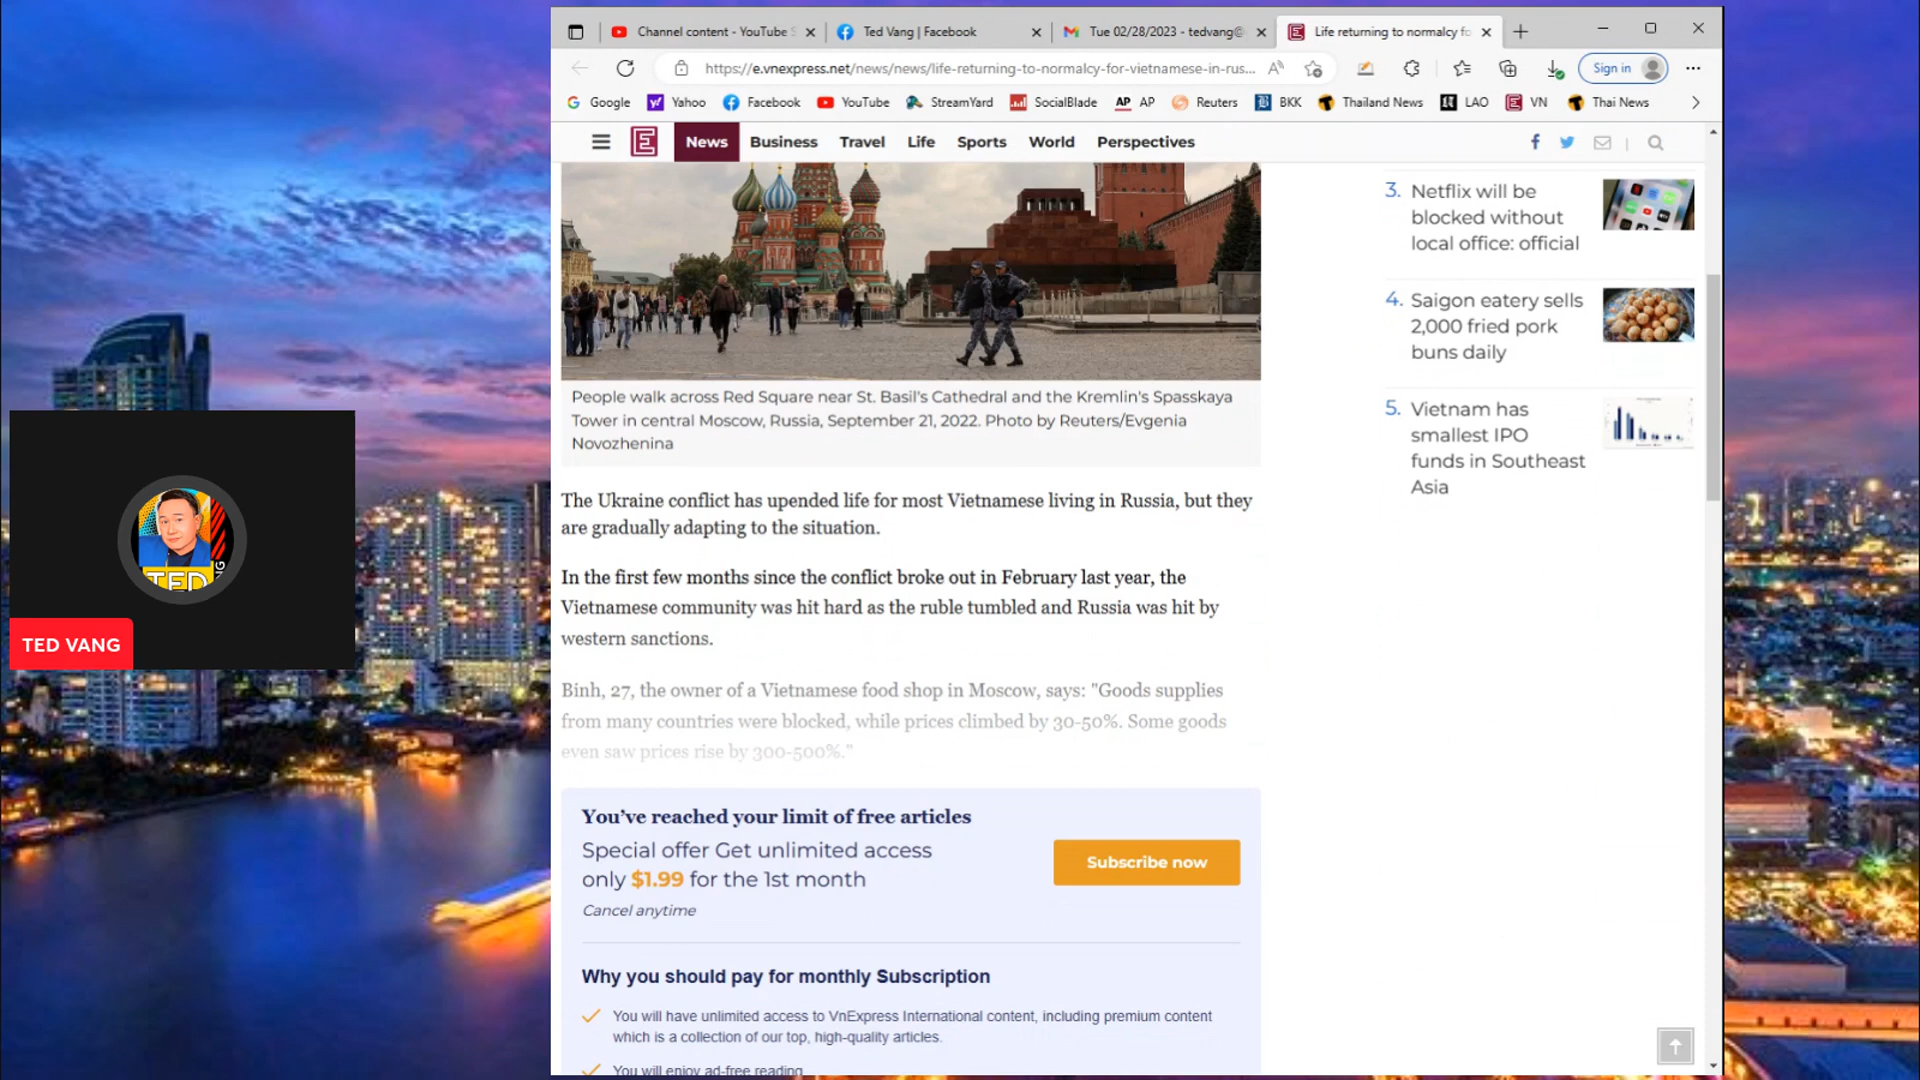 Channel content - YouTube S
Ted Vang | Facebook
Tue 02/28/2023 - tedvang@
Life returning to normalcy fo
https://e.vnexpress.net/news/news/life-returning-to-normalcy-for-vietnamese-in-rus...
Sign in
Google
Yahoo
Facebook
YouTube
StreamYard
SocialBlade
AP AP
Reuters
BKK
Thailand News
LAO
VN
Thai News
E
News
Business
Travel
Life
Sports
World
Perspectives
People walk across Red Square near St. Basil's Cathedral and the Kremlin's Spasskaya
Tower in central Moscow, Russia, September 21, 2022. Photo by Reuters/Evgenia
Novozhenina
The Ukraine conflict has upended life for most Vietnamese living in Russia, but they
are gradually adapting to the situation.
In the first few months since the conflict broke out in February last year, the
Vietnamese community was hit hard as the ruble tumbled and Russia was hit by
western sanctions.
Binh, 27, the owner of a Vietnamese food shop in Moscow, says: "Goods supplies
from many countries were blocked, while prices climbed by 30-50%. Some goods
even saw prices rise by 300-500%."
You've reached your limit of free articles
Special offer Get unlimited access
only $1.99 for the 1st month
Cancel anytime
Subscribe now
Why you should pay for monthly Subscription
You will have unlimited access to VnExpress International content, including premium content
which is a collection of our top, high-quality articles.
You will enjoy ad-free reading
3. Netflix will be
blocked without
local office: official
4. Saigon eatery sells
2,000 fried pork
buns daily
5. Vietnam has
smallest IPO
funds in Southeast
Asia
TED
TED VANG